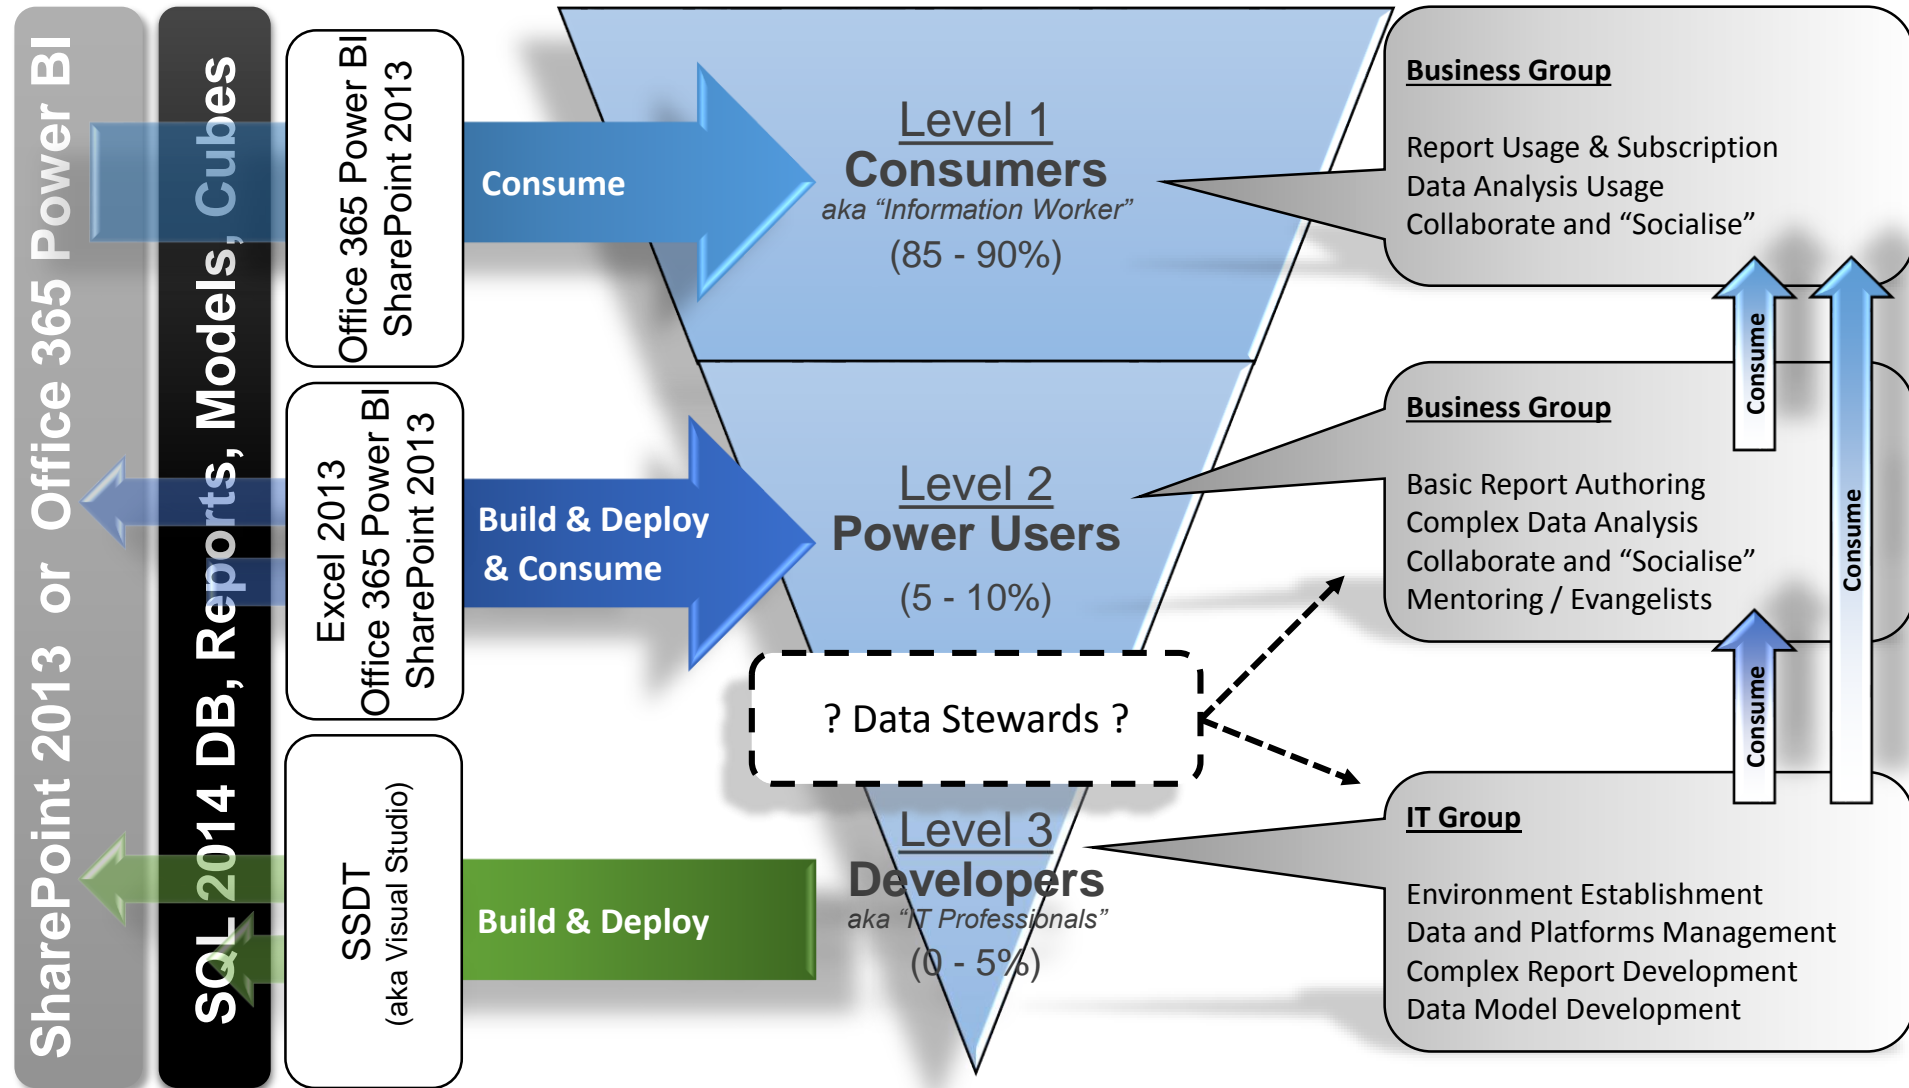 SharePoint 2013 or Office 365 Power BI
SQL 2014 DB, Reports, Models, Cubes
Office 365 Power BI
SharePoint 2013
Consume
Level 1
Consumers
aka “Information Worker”
(85 - 90%)
Business Group
Report Usage & Subscription
Data Analysis Usage
Collaborate and “Socialise”
Consume
Consume
Excel 2013
Office 365 Power BI
SharePoint 2013
Build & Deploy
& Consume
Level 2
Power Users
(5 - 10%)
Business Group
Basic Report Authoring
Complex Data Analysis
Collaborate and “Socialise”
Mentoring / Evangelists
Consume
? Data Stewards ?
SSDT
(aka Visual Studio)
Build & Deploy
Level 3
Developers
aka “IT Professionals”
(0 - 5%)
IT Group
Environment Establishment
Data and Platforms Management
Complex Report Development
Data Model Development